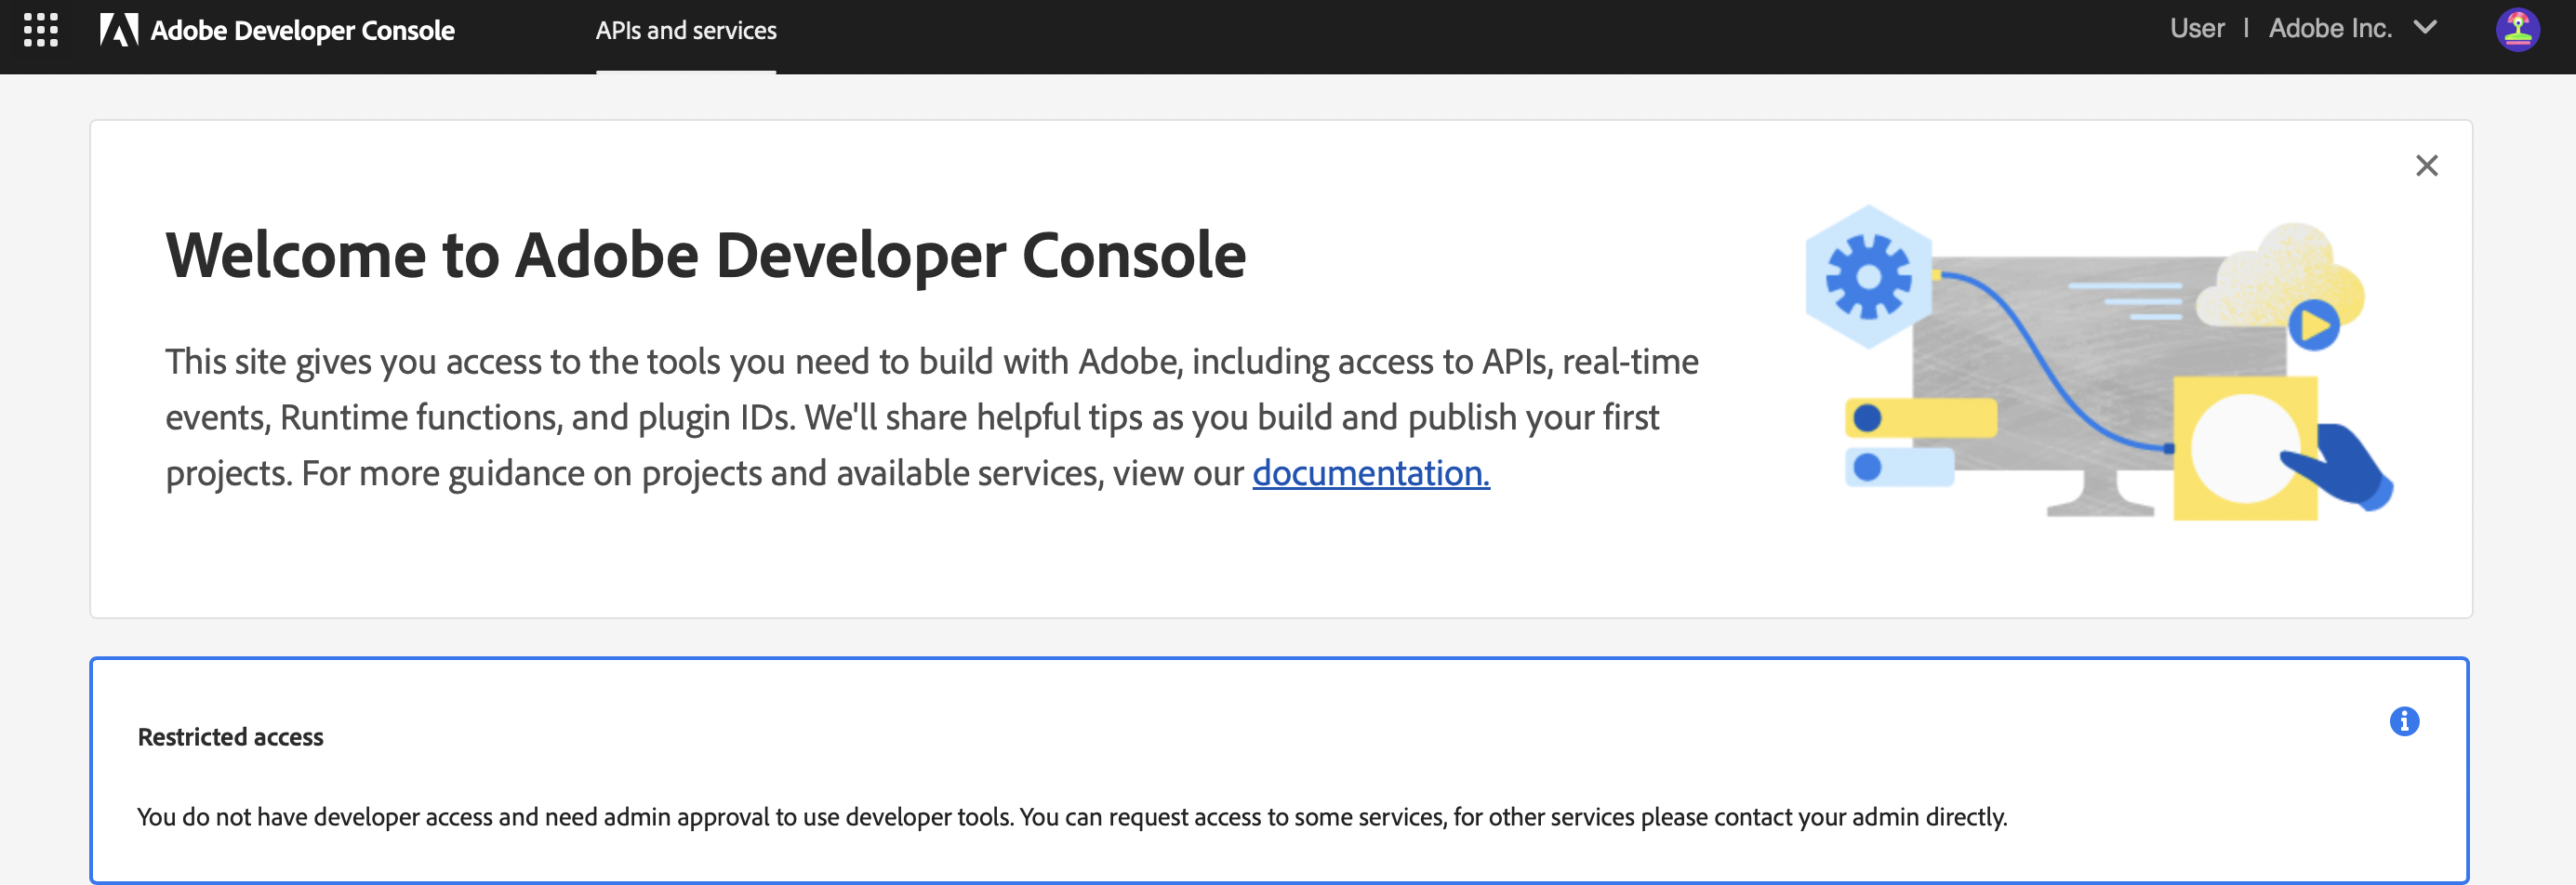 Adobe Developer Console
APIs and services
User | Adobe Inc.
Welcome to Adobe Developer Console
This site gives you access to the tools you need to build with Adobe, including access to APIs, real-time
events, Runtime functions, and plugin IDs. We'll share helpful tips as you build and publish your first
projects. For more guidance on projects and available services, view our documentation.
Restricted access
You do not have developer access and need admin approval to use developer tools. You can request access to some services, for other services please contact your admin directly.